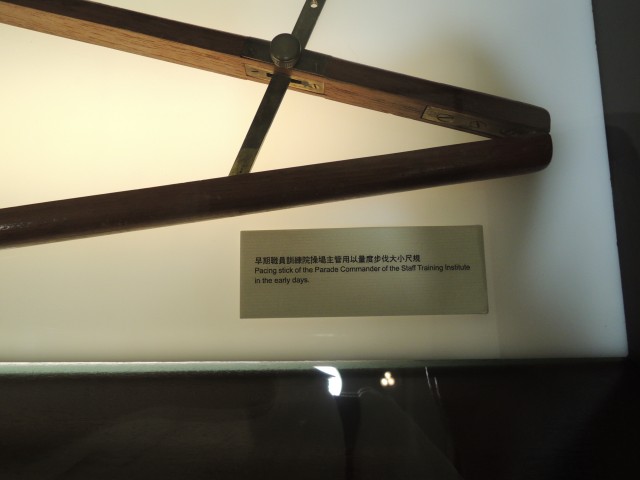 早期職員訓練院操場主管用以量度步伐大小尺規
Pacing stick of the Parade Commander of the Staff Training Institute
in the early days.